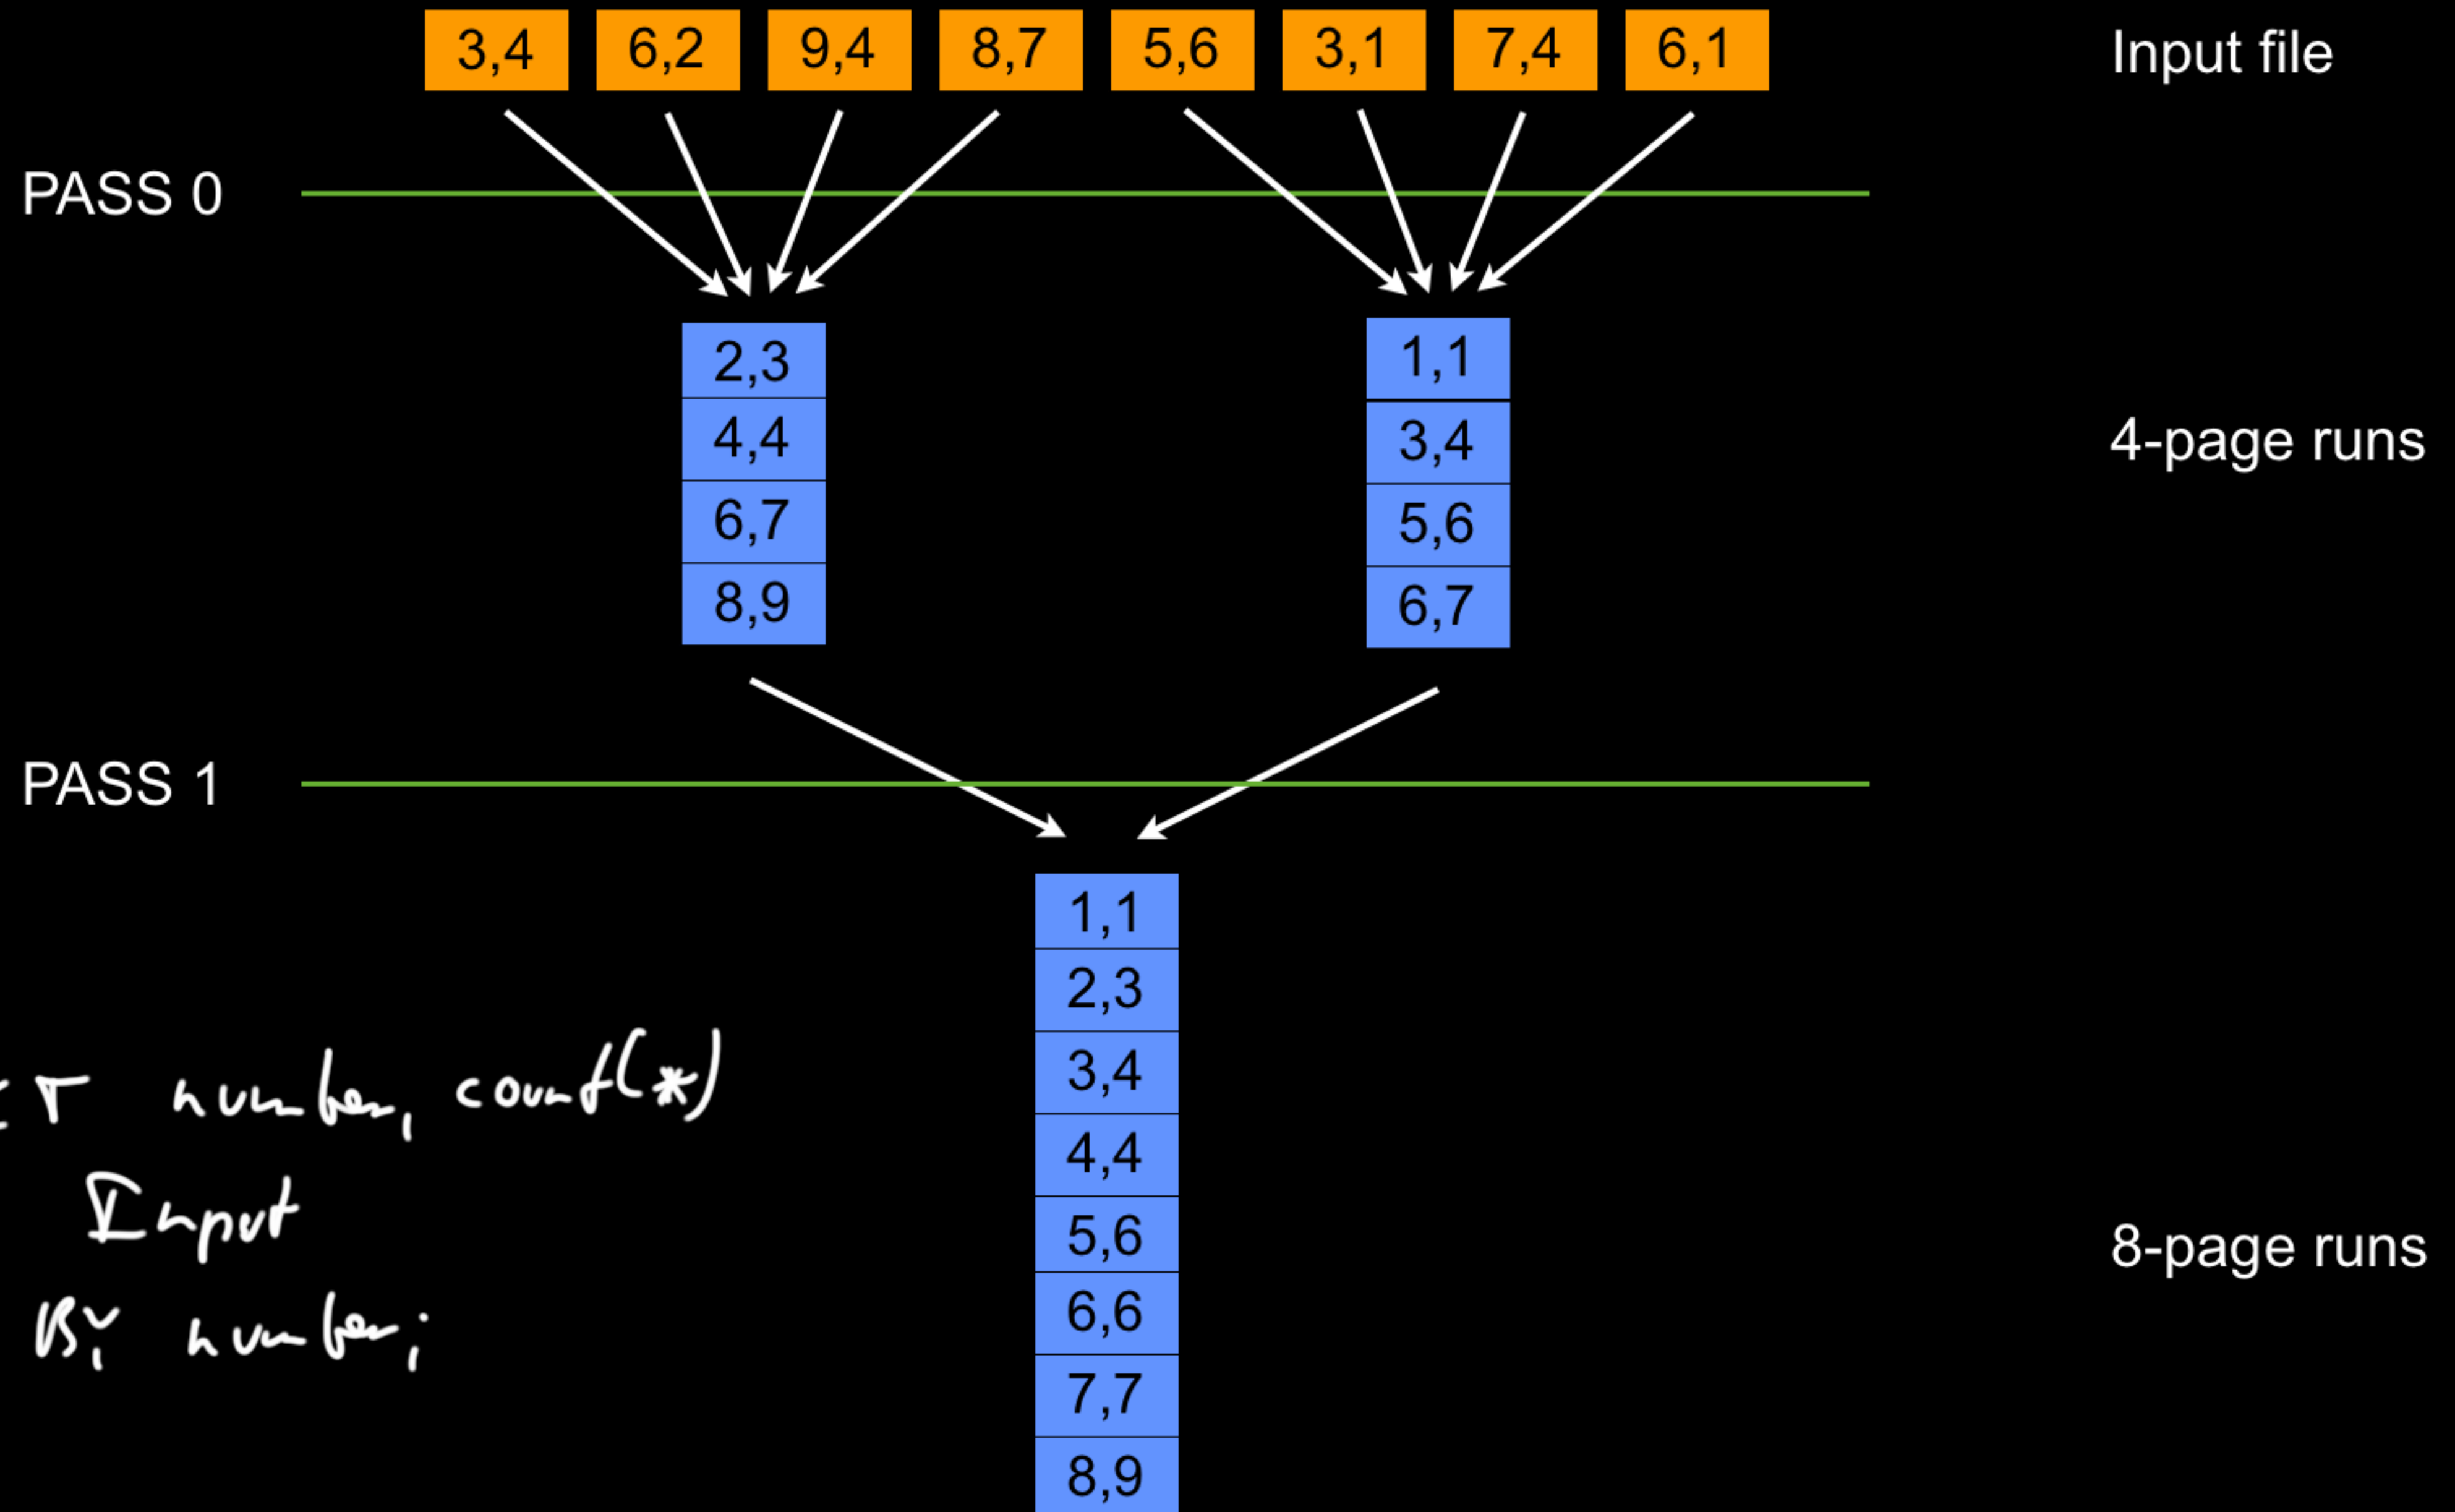 3,4 6,2 9,4 8,7 5,6 3,1 7,4 6,1 Input file
PASS 0
2,3 1,1
4,4 3,4 4-page runs
6,7 5,6
8,9 6,7
PASS 1
1,1
2,3
3,4
T number, count(*)
4,4
Input
5,6 8-page runs
6,6
By number;
7,7
8,9